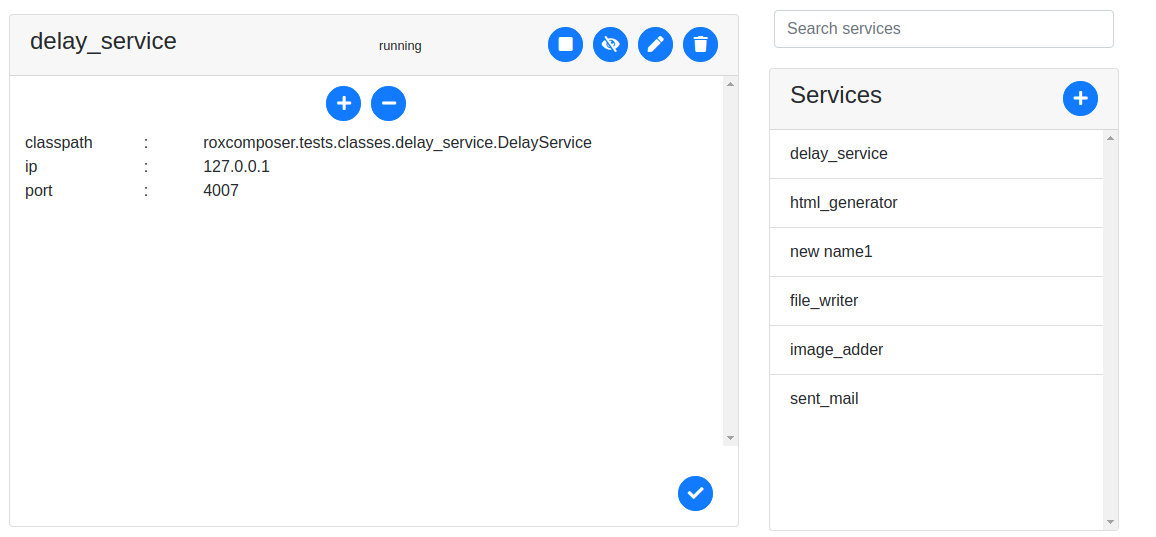 delay_service running
classpath : roxcomposer.tests.classes.delay_service.DelayService
ip : 127.0.0.1
port : 4007
Search services
Services
delay_service
html_generator
new name1
file_writer
image_adder
sent_mail